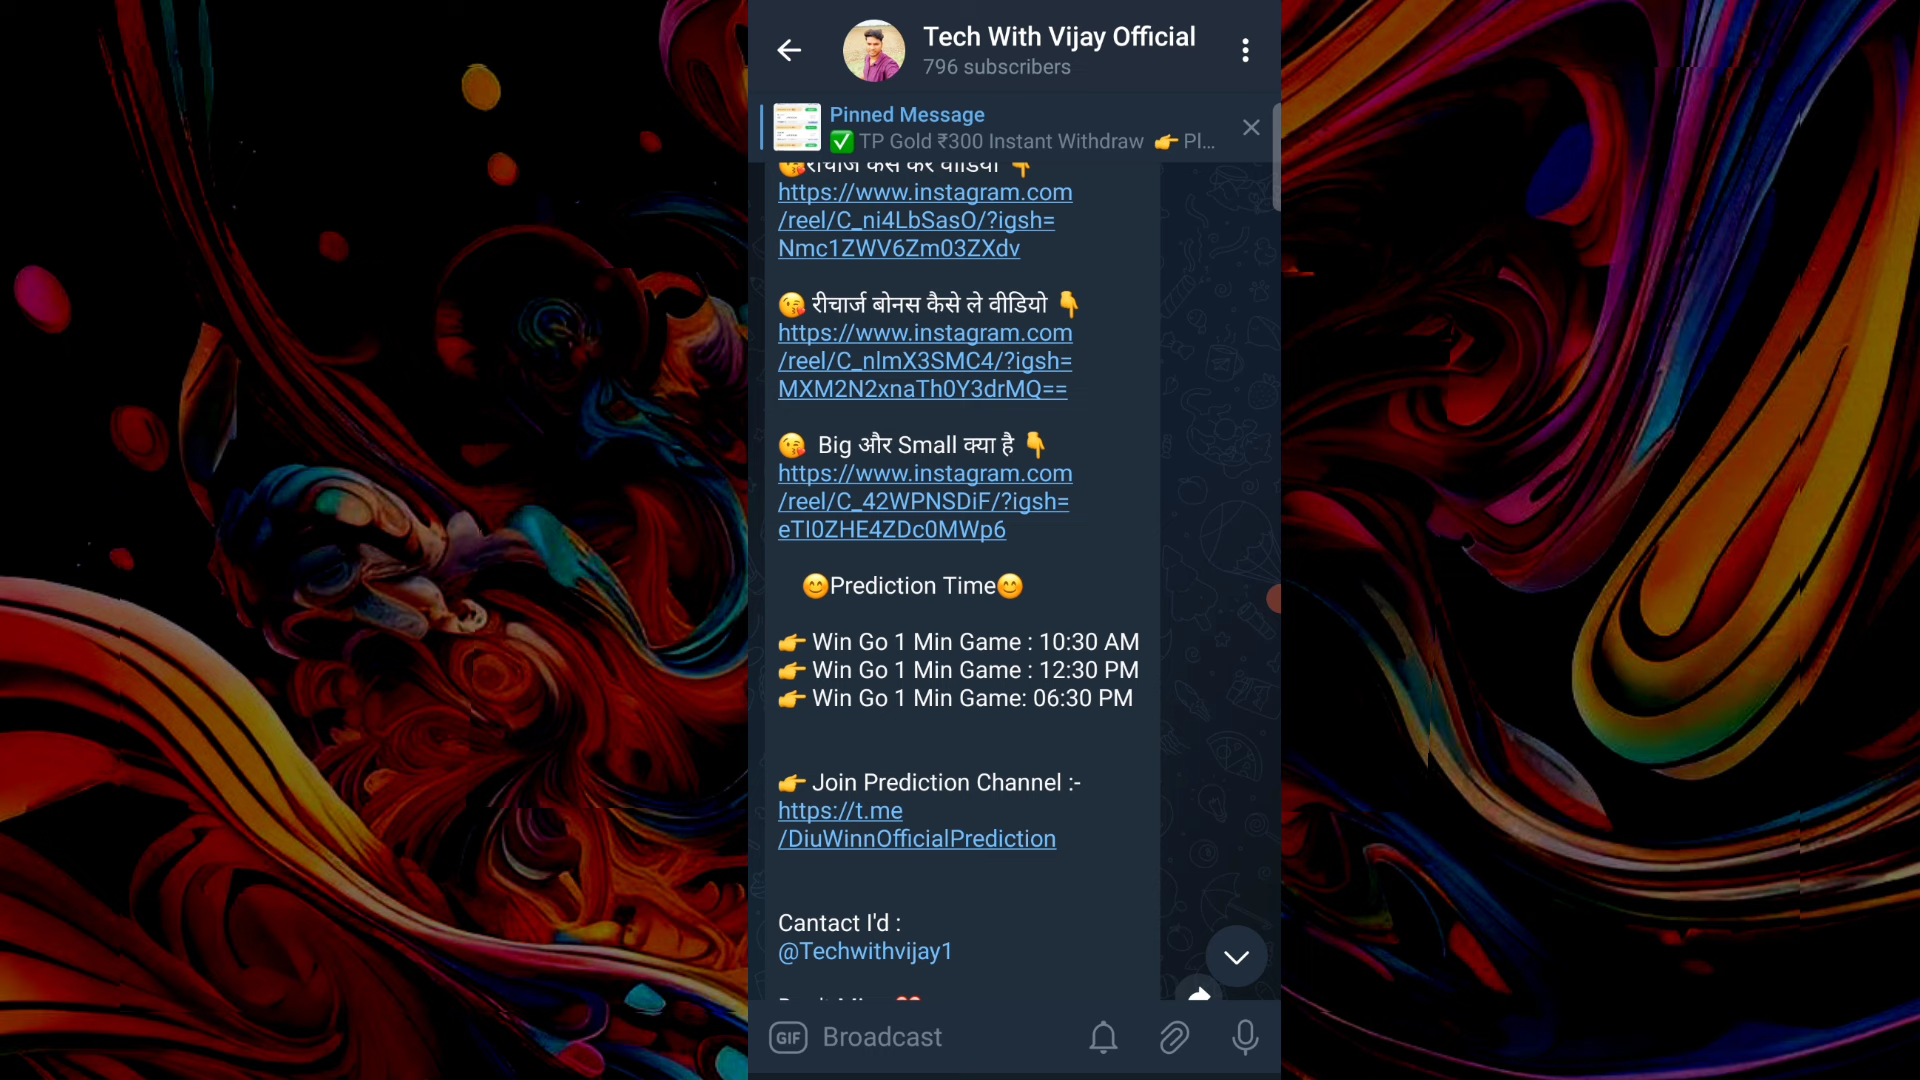 Tech With Vijay Official
796 subscribers
Pinned Message
✅ TP Gold ₹300 Instant Withdraw 👉 Pl...
https://www.instagram.com
/reel/C_ni4LbSasO/?igsh=
Nmc1ZWV6Zm03ZXdv
😘 रीचार्ज बोनस कैसे ले वीडियो 👇
https://www.instagram.com
/reel/C_nlmX3SMC4/?igsh=
MXM2N2xnaTh0Y3drMQ==
😘 Big और Small क्या है 👇
https://www.instagram.com
/reel/C_42WPNSDiF/?igsh=
eTI0ZHE4ZDc0MWp6
😊Prediction Time😊
👉 Win Go 1 Min Game : 10:30 AM
👉 Win Go 1 Min Game : 12:30 PM
👉 Win Go 1 Min Game: 06:30 PM
👉 Join Prediction Channel :-
https://t.me
/DiuWinnOfficialPrediction
Cantact I'd :
@Techwithvijay1
GIF Broadcast